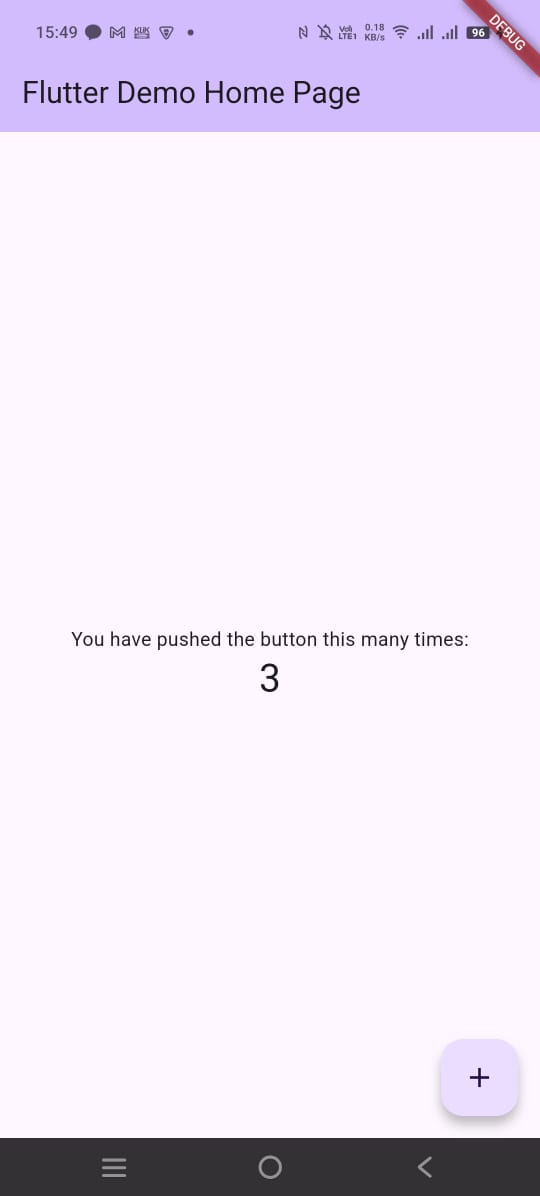 15:49
Vo)) LTE1
0.18 KB/s
96
DEBUG
Flutter Demo Home Page
You have pushed the button this many times:
3
+